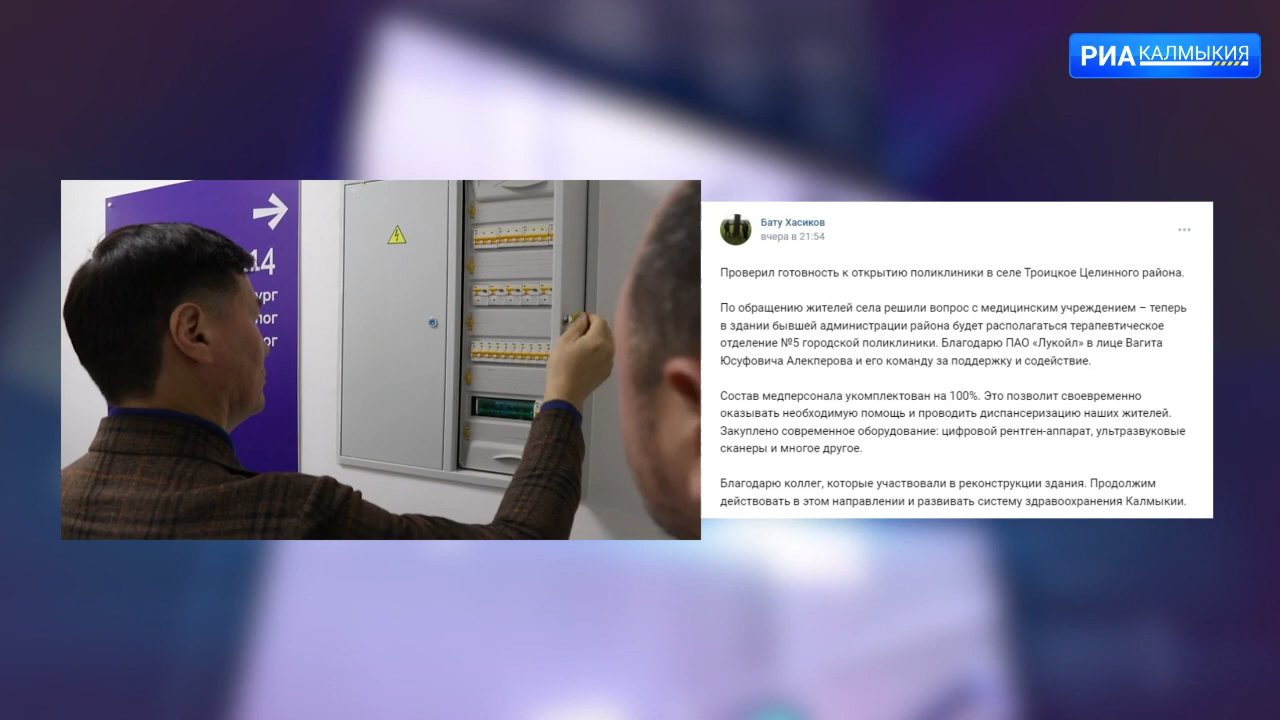 РИА КАЛМЫКИЯ
14
ург
лог
ог
Бату Хасиков
вчера в 21:54
Проверил готовность к открытию поликлиники в селе Троицкое Целинного района.
По обращению жителей села решили вопрос с медицинским учреждением – теперь
в здании бывшей администрации района будет располагаться терапевтическое
отделение №5 городской поликлиники. Благодарю ПАО «Лукойл» в лице Вагита
Юсуфовича Алекперова и его команду за поддержку и содействие.
Состав медперсонала укомплектован на 100%. Это позволит своевременно
оказывать необходимую помощь и проводить диспансеризацию наших жителей.
Закуплено современное оборудование: цифровой рентген-аппарат, ультразвуковые
сканеры и многое другое.
Благодарю коллег, которые участвовали в реконструкции здания. Продолжим
действовать в этом направлении и развивать систему здравоохранения Калмыкии.